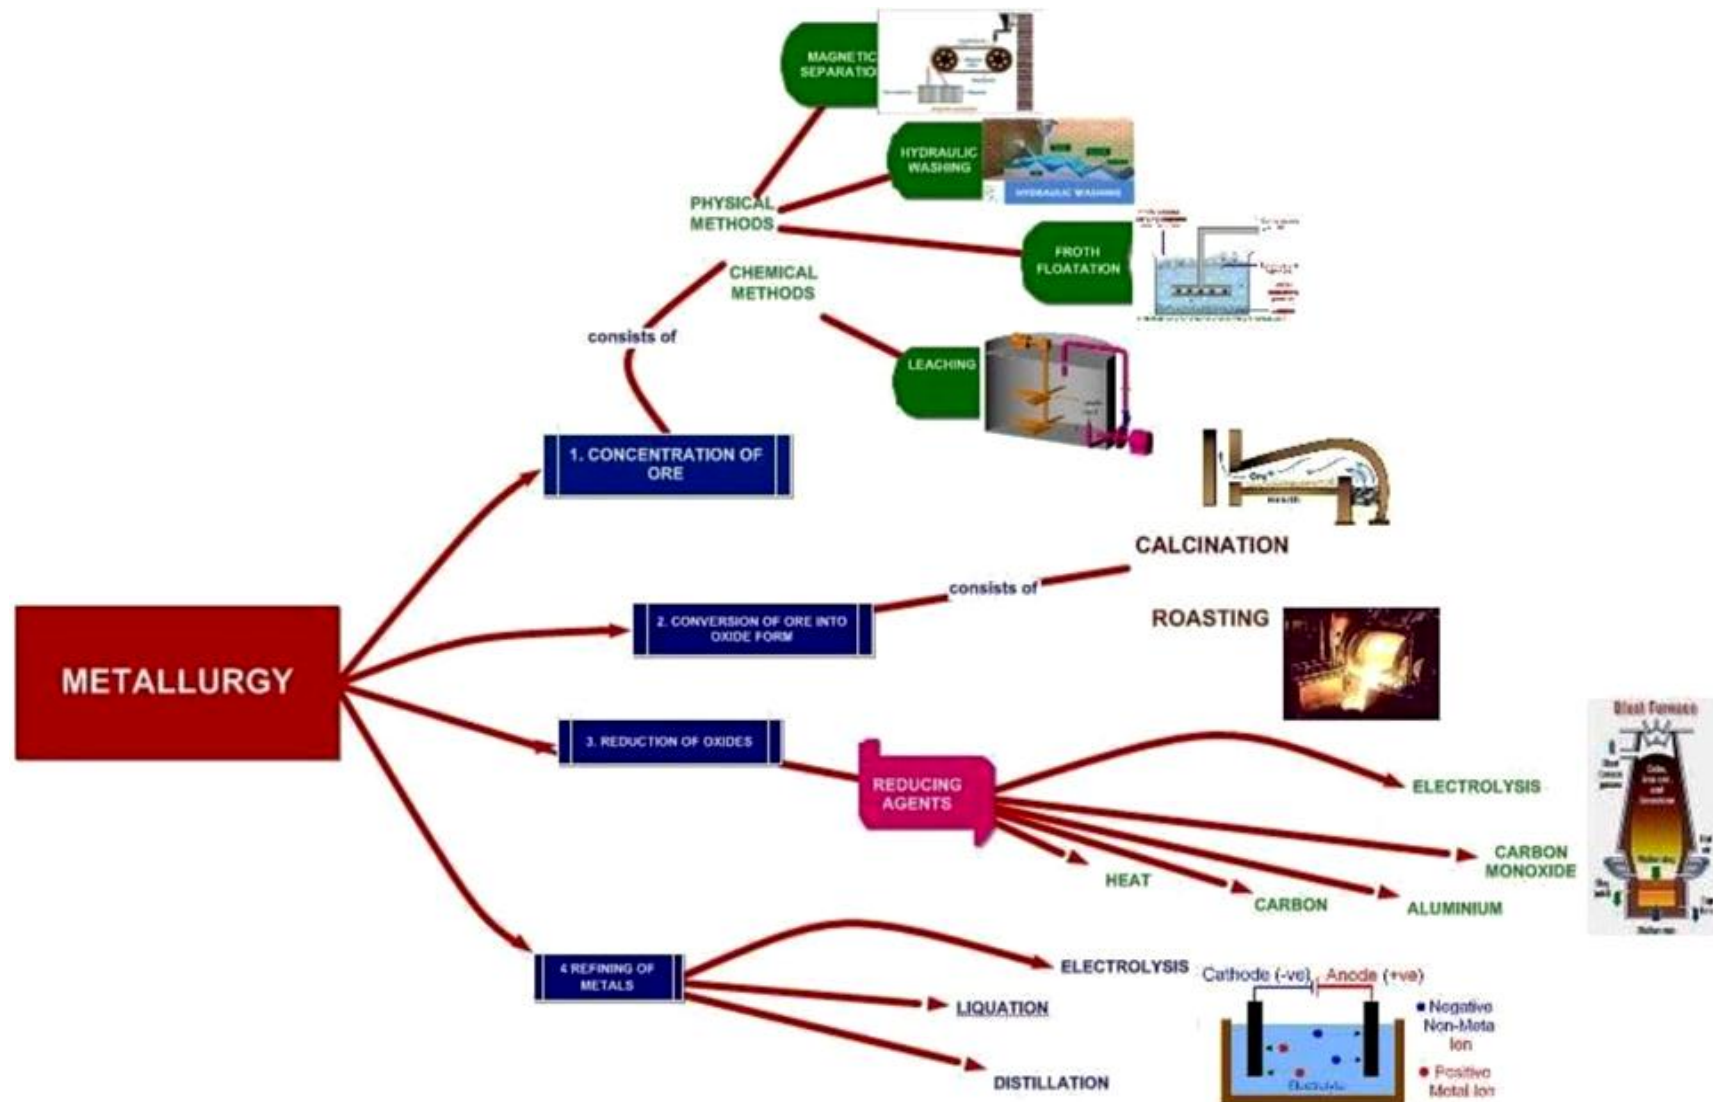 MAGNETIC
SEPARATIO
HYDRAULIC
WASHING
HYDRAULIC WASHING
PHYSICAL
METHODS
FROTH
FLOATATION
CHEMICAL
METHODS
consists of
LEACHING
1. CONCENTRATION OF
ORE
Ore
Hearth
CALCINATION
consists of
2. CONVERSION OF ORE INTO
OXIDE FORM
ROASTING
METALLURGY
Blast Furnace
3. REDUCTION OF OXIDES
REDUCING
AGENTS
ELECTROLYSIS
CARBON
MONOXIDE
HEAT
CARBON
ALUMINIUM
4 REFINING OF
METALS
ELECTROLYSIS
LIQUATION
DISTILLATION
Cathode (-ve)
Anode (+ve)
Negative
Non-Meta
Ion
Positive
Metal Ion
Electrolyte